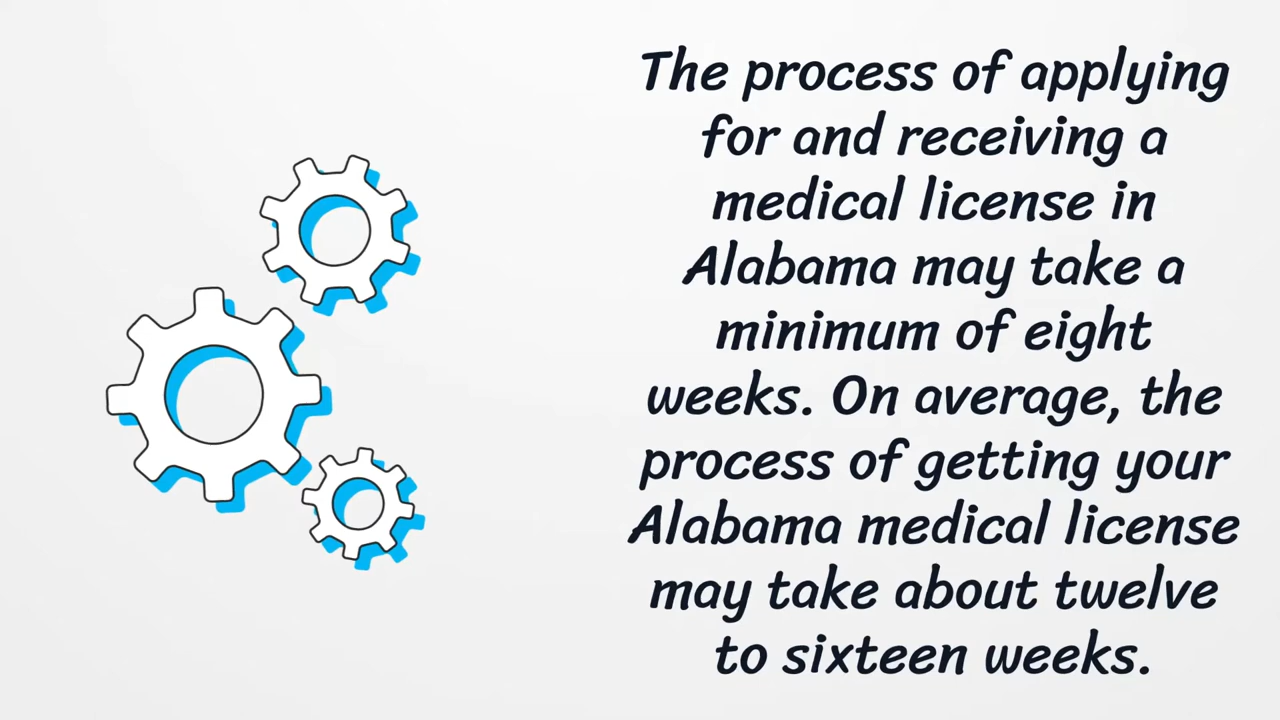 The process of applying
for and receiving a
medical license in
Alabama may take a
minimum of eight
weeks. On average, the
process of getting your
Alabama medical license
may take about twelve
to sixteen weeks.